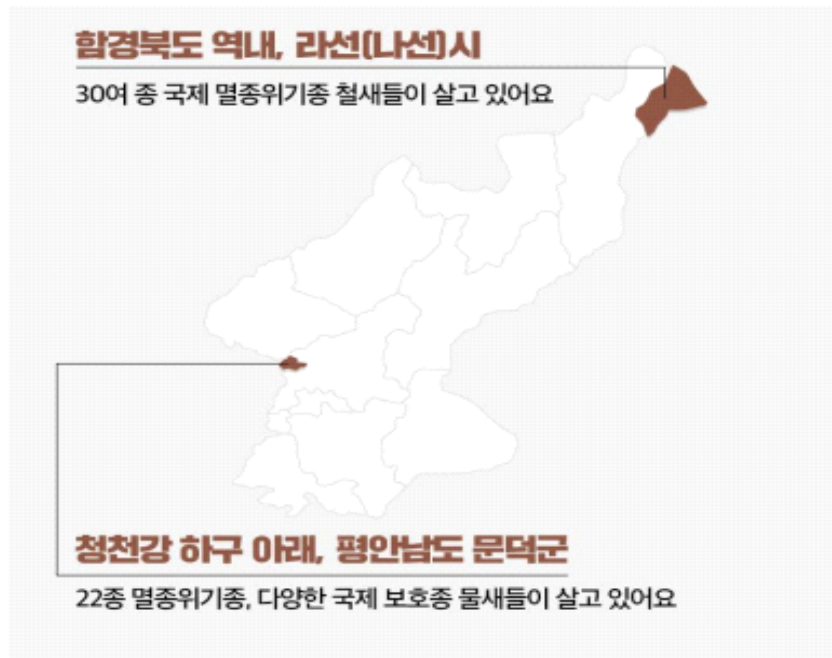 함경북도 역내, 라선(나선)시
30여 종 국제 멸종위기종 철새들이 살고 있어요
청천강 하구 아래, 평안남도 문덕군
22종 멸종위기종, 다양한 국제 보호종 물새들이 살고 있어요